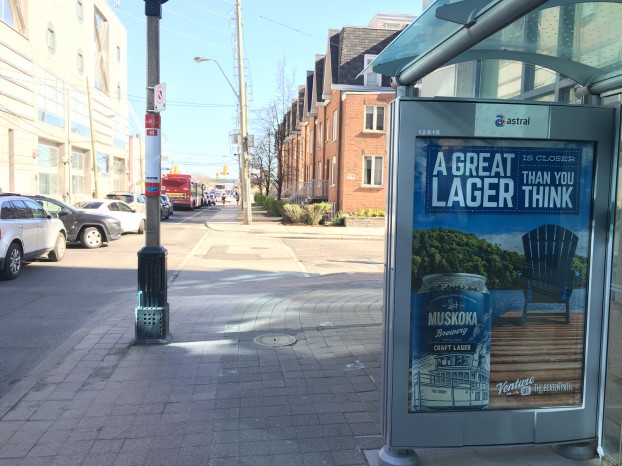 astral
A GREAT LAGER
IS CLOSER THAN YOU THINK
MUSKOKA
Brewery
CRAFT LAGER
Venture
THE BEATEN PATH